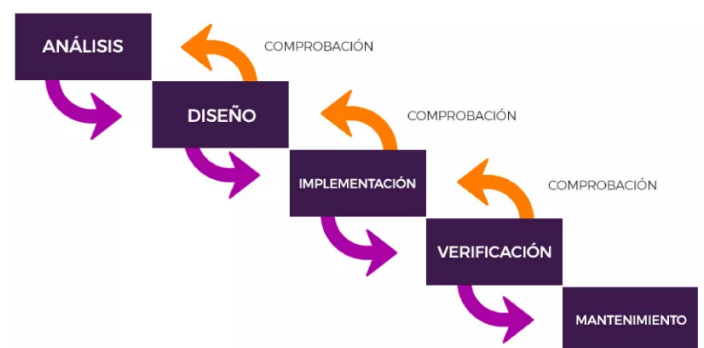 ANÁLISIS
COMPROBACIÓN
DISEÑO
COMPROBACIÓN
IMPLEMENTACIÓN
COMPROBACIÓN
VERIFICACIÓN
MANTENIMIENTO